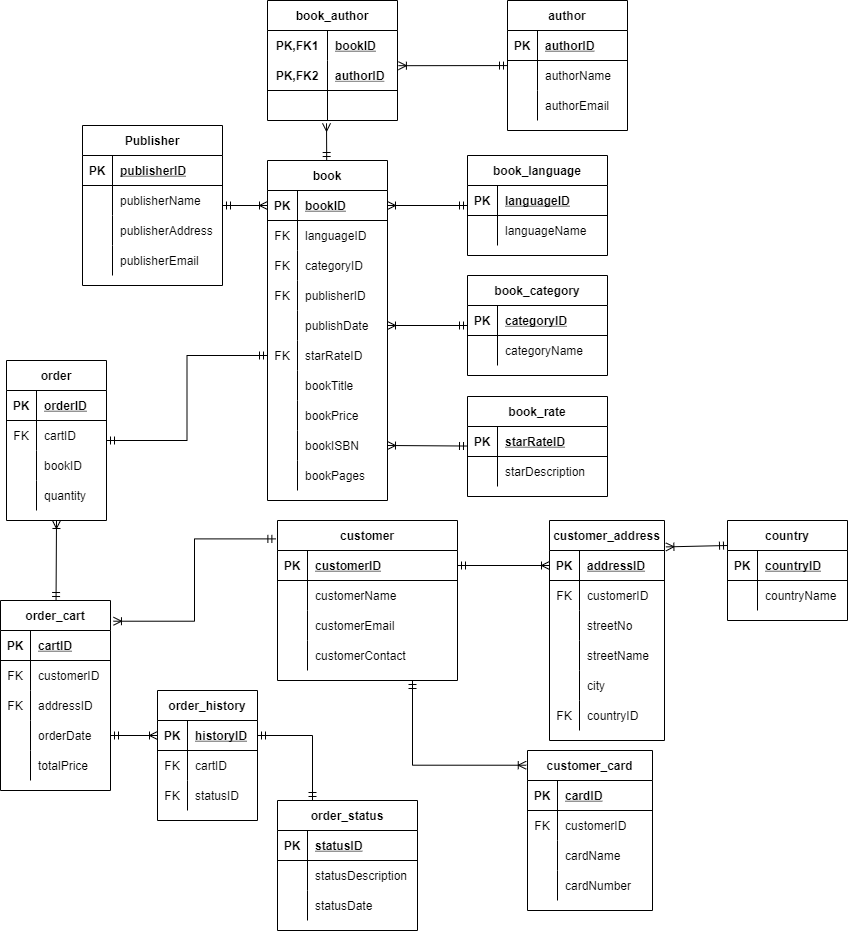 book_author
PK,FK1 bookID
PK,FK2 authorID
author
PK authorID
authorName
authorEmail
Publisher
PK publisherID
publisherName
publisherAddress
publisherEmail
book
PK bookID
FK languageID
FK categoryID
FK publisherID
publishDate
FK starRateID
bookTitle
bookPrice
bookISBN
bookPages
book_language
PK languageID
languageName
book_category
PK categoryID
categoryName
book_rate
PK starRateID
starDescription
order
PK orderID
FK cartID
bookID
quantity
customer
PK customerID
customerName
customerEmail
customerContact
customer_address
PK addressID
FK customerID
streetNo
streetName
city
FK countryID
country
PK countryID
countryName
order_cart
PK cartID
FK customerID
FK addressID
orderDate
totalPrice
order_history
PK historyID
FK cartID
FK statusID
order_status
PK statusID
statusDescription
statusDate
customer_card
PK cardID
FK customerID
cardName
cardNumber